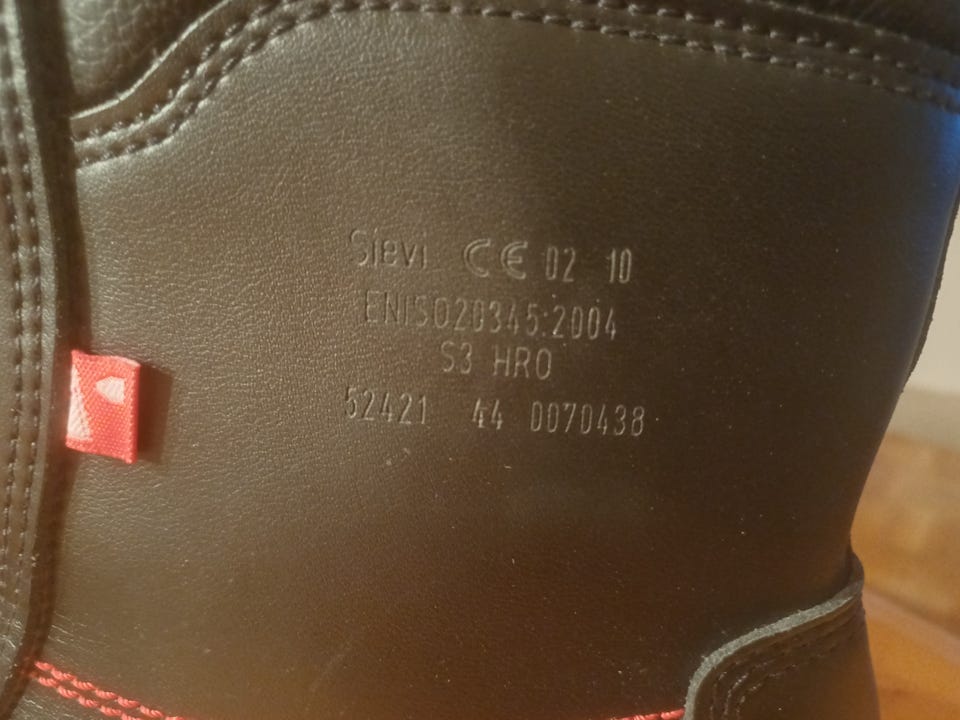 Sievi CE 02 10
ENISO20345:2004
S3 HRO
52421 44 0070438